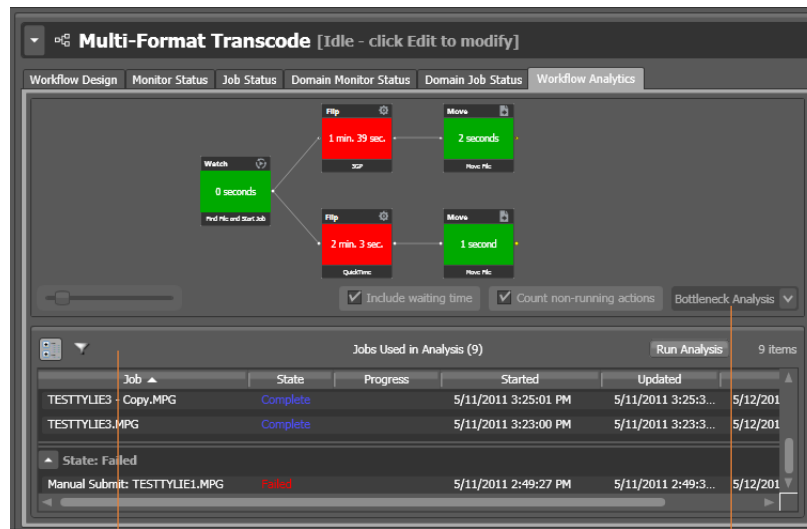 Multi-Format Transcode [Idle - click Edit to modify]
Workflow Design Monitor Status Job Status Domain Monitor Status Domain Job Status Workflow Analytics
Flip Move
1 min. 39 sec. 2 seconds
3GP Move File
Watch
0 seconds
Find File and Start Job
Flip Move
2 min. 3 sec. 1 second
QuickTime Move File
Include waiting time Count non-running actions Bottleneck Analysis
Jobs Used in Analysis (9) Run Analysis 9 items
Job State Progress Started Updated
TESTTYLIE3 - Copy.MPG Complete 5/11/2011 3:25:01 PM 5/11/2011 3:25:3... 5/12/201
TESTTYLIE3.MPG Complete 5/11/2011 3:23:00 PM 5/11/2011 3:23:3... 5/12/201
State: Failed
Manual Submit: TESTTYLIE1.MPG Failed 5/11/2011 2:49:27 PM 5/11/2011 2:49:3... 5/12/201